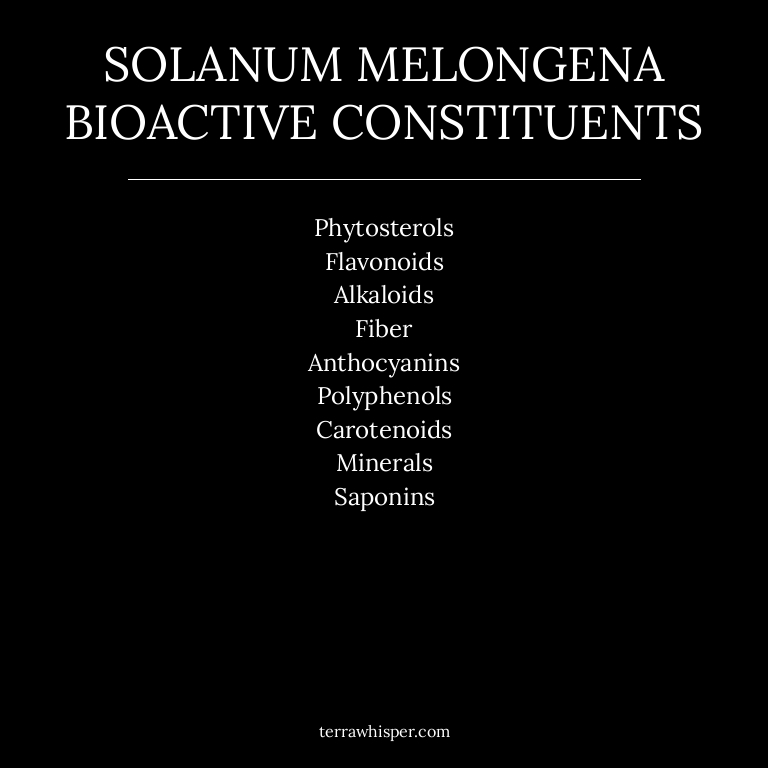 SOLANUM MELONGENA
BIOACTIVE CONSTITUENTS
Phytosterols
Flavonoids
Alkaloids
Fiber
Anthocyanins
Polyphenols
Carotenoids
Minerals
Saponins
terrawhisper.com